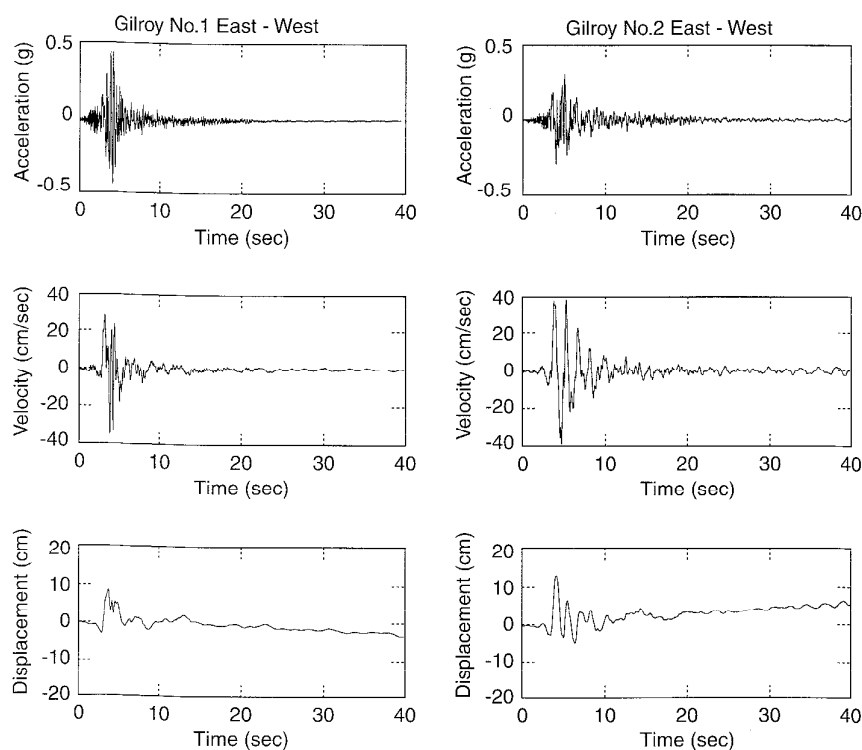 Gilroy No.1 East - West
Acceleration (g)
0.5
0
-0.5
0 10 20 30 40
Time (sec)
Gilroy No.2 East - West
Acceleration (g)
0.5
0
-0.5
0 10 20 30 40
Time (sec)
Velocity (cm/sec)
40
20
0
-20
-40
0 10 20 30 40
Time (sec)
Velocity (cm/sec)
40
20
0
-20
-40
0 10 20 30 40
Time (sec)
Displacement (cm)
20
10
0
-10
-20
0 10 20 30 40
Time (sec)
Displacement (cm)
20
10
0
-10
-20
0 10 20 30 40
Time (sec)